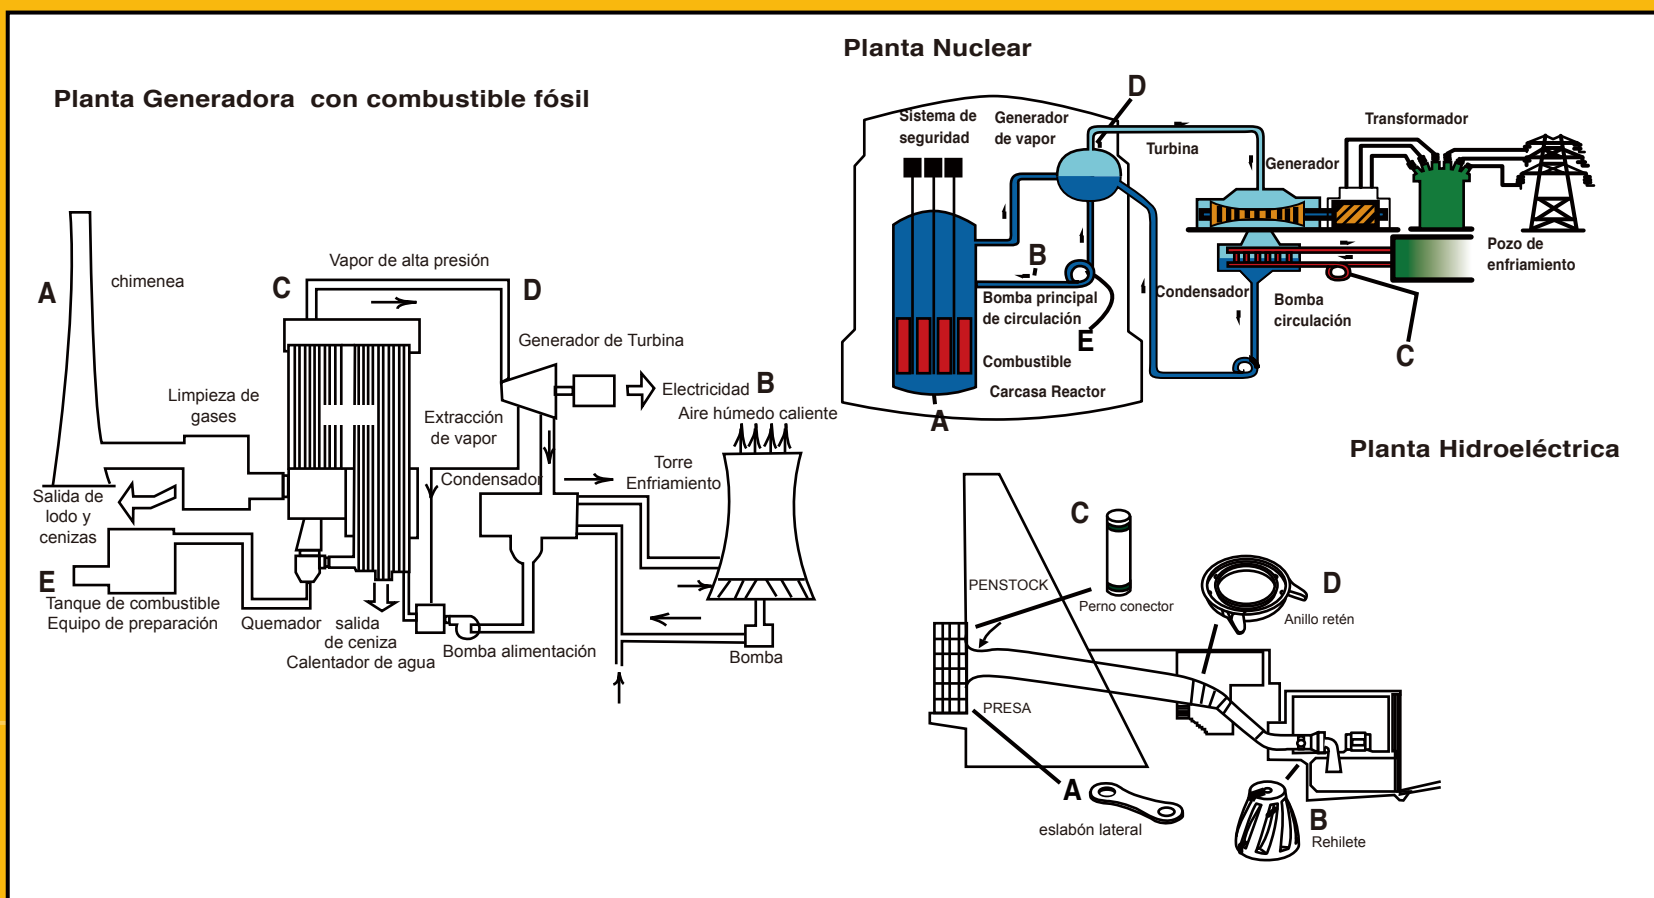 Planta Generadora con combustible fósil
A
chimenea
Vapor de alta presión
C
D
Generador de Turbina
Electricidad B
Aire húmedo caliente
Limpieza de
gases
Extracción
de vapor
Condensador
Torre
Enfriamiento
Salida de
lodo y
cenizas
E
Tanque de combustible
Equipo de preparación
Quemador
salida
de ceniza
Calentador de agua
Bomba alimentación
Bomba
Planta Nuclear
D
Sistema de
seguridad
Generador
de vapor
Turbina
Generador
Transformador
B
Bomba principal
de circulación
E
Combustible
Carcasa Reactor
A
Condensador
Bomba
circulación
C
Pozo de
enfriamiento
Planta Hidroeléctrica
C
PENSTOCK
Perno conector
D
Anillo retén
PRESA
A
eslabón lateral
B
Rehilete